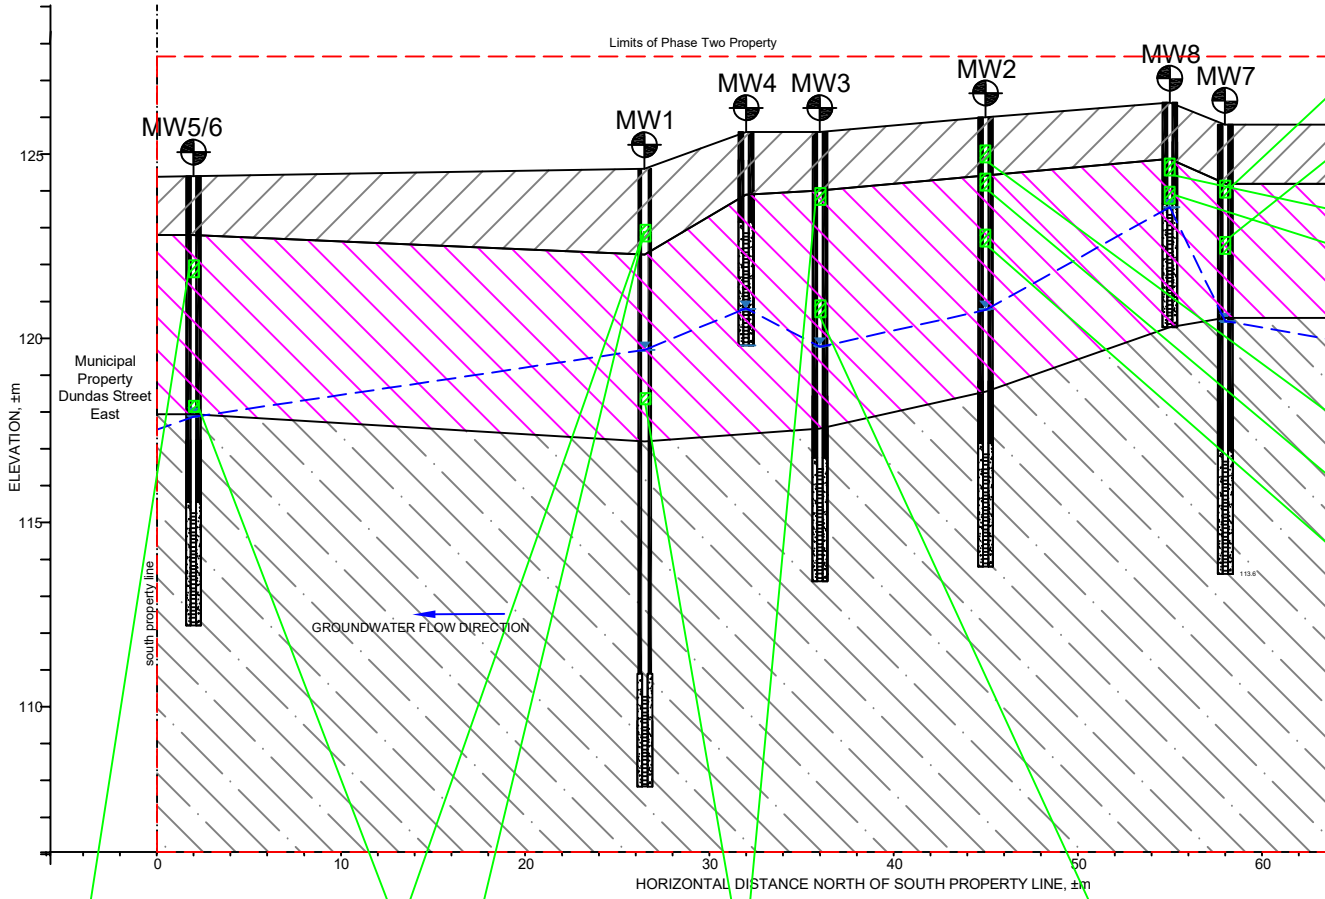 Limits of Phase Two Property
MW8
MW2
MW7
MW4
MW3
MW1
MW5/6
125
120
115
110
ELEVATION, ±m
Municipal
Property
Dundas Street
East
south property line
GROUNDWATER FLOW DIRECTION
113.6
0
10
20
30
40
50
60
HORIZONTAL DISTANCE NORTH OF SOUTH PROPERTY LINE, ±m